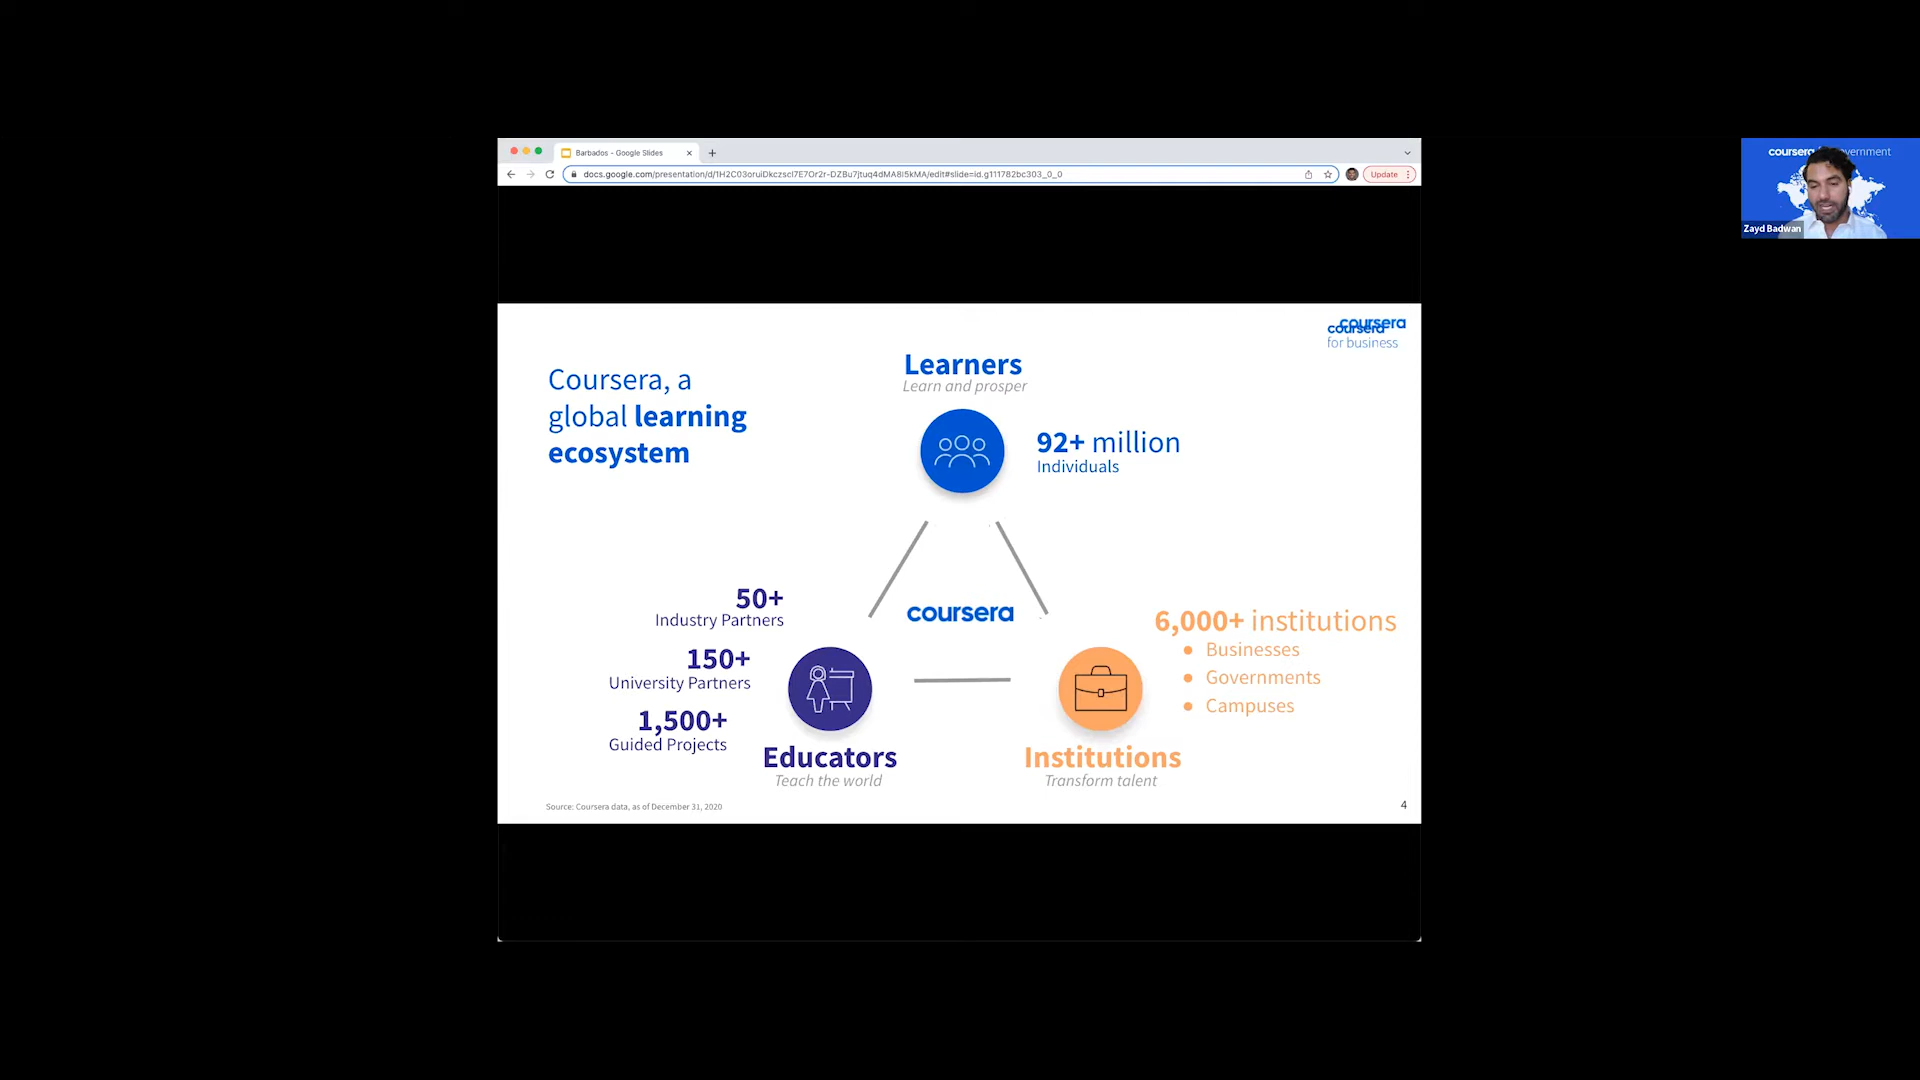 Barbados - Google Slides
docs.google.com/presentation/d/1H2C03oruiDkczscl7E7Or2r-DZBu7jtuq4dMA8I5kMA/edit#slide=id.g111782bc303_0_0
Update
coursera
vernment
Zayd Badwan
coursera
coursera
for business
Coursera, a
global learning
ecosystem
Learners
Learn and prosper
92+ million
Individuals
50+
Industry Partners
150+
University Partners
1,500+
Guided Projects
coursera
6,000+ institutions
● Businesses
● Governments
● Campuses
Educators
Teach the world
Institutions
Transform talent
Source: Coursera data, as of December 31, 2020
4